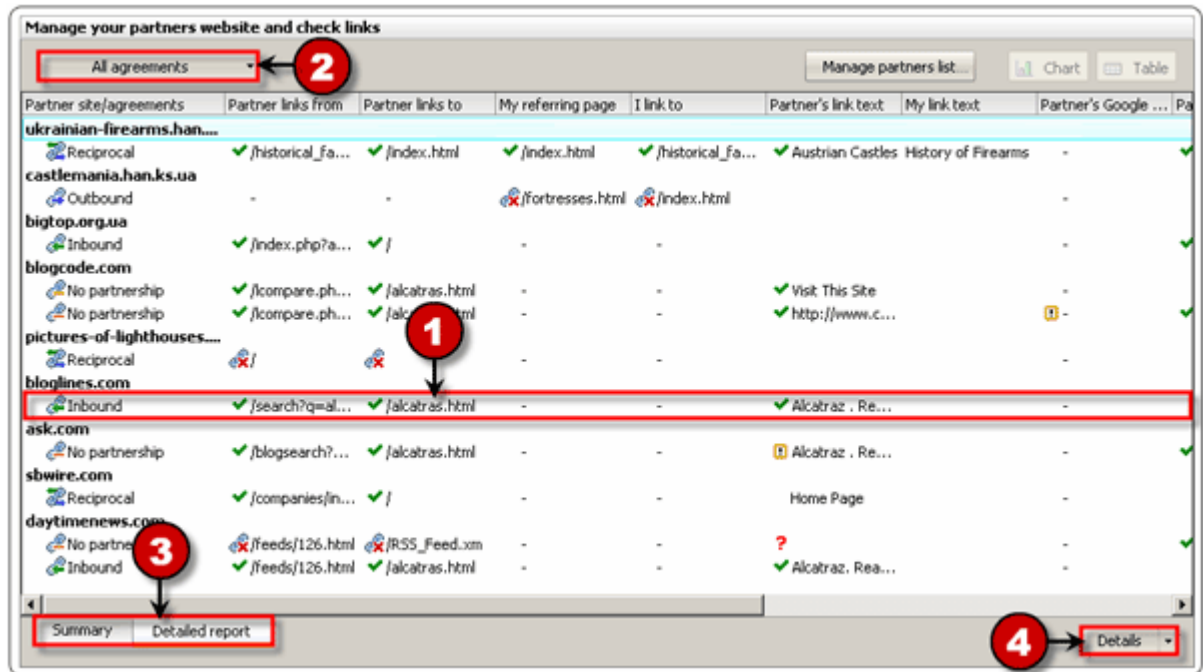 Manage your partners website and check links
All agreements 2 Manage partners list... Chart Table
Partner site/agreements Partner links from Partner links to My referring page I link to Partner's link text My link text Partner's Google ... Pa
ukrainian-firearms.han....
Reciprocal /historical_fa... /index.html /index.html /historical_fa... Austrian Castles History of Firearms -
castlemania.han.ks.ua
Outbound - - /fortresses.html /index.html -
bigtop.org.ua
Inbound /index.php?a... / - - -
blogcode.com
No partnership /lcompare.ph... /alcatras.html - - Visit This Site -
No partnership /lcompare.ph... - - http://www.c... -
1
pictures-of-lighthouses....
Reciprocal / - - -
bloglines.com
Inbound /search?q=al... /alcatras.html - - Alcatraz . Re... -
ask.com
No partnership /blogsearch?... /alcatras.html - - Alcatraz . Re... -
sbwire.com
Reciprocal /companies/in... / - - Home Page -
daytimenews.com
No partne /feeds/126.html /RSS_Feed.xm - - ? -
3
Inbound /feeds/126.html /alcatras.html - - Alcatraz. Rea... -
Summary Detailed report 4 Details